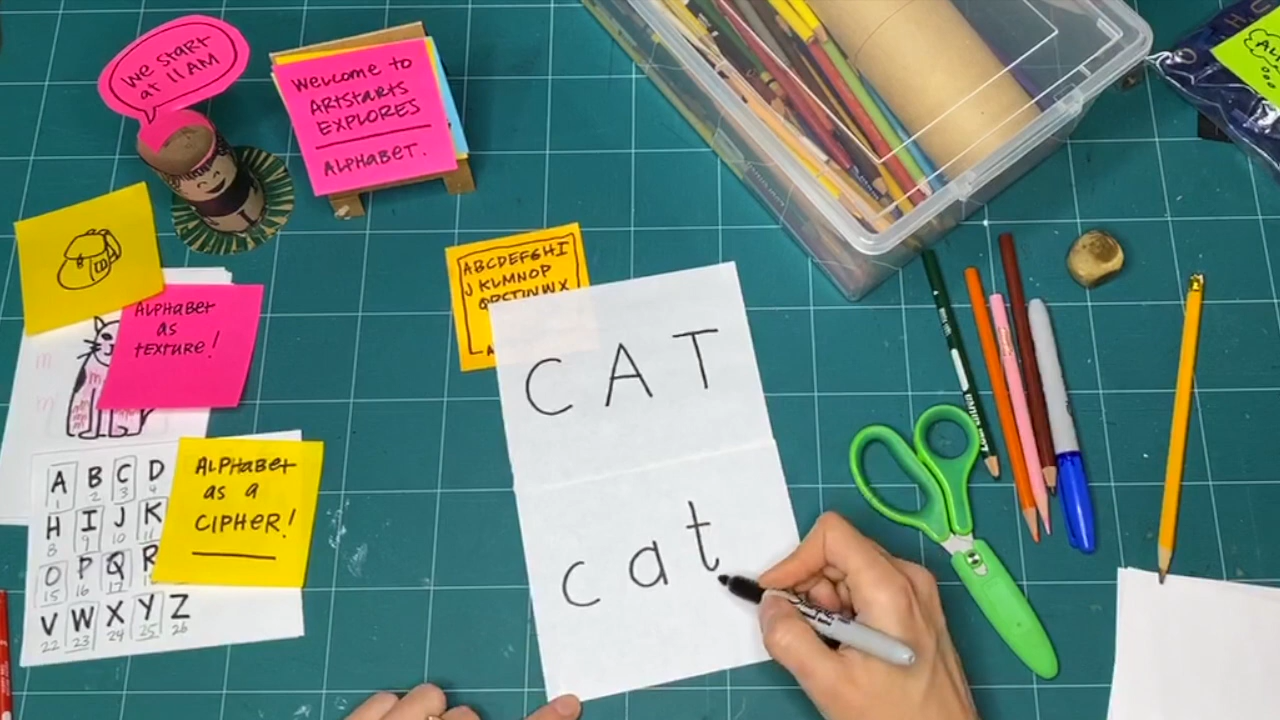 WE START
AT 11 AM
WELCOME TO
ARTSTARTS
EXPLORES
ALPHABET.
ALPHABET
as
TEXTURE!
m
m
m
A B C D
1 2 3 4
H I J K
8 9 10 11
O P Q R
15 16 17
V W X Y Z
22 23 24 25 26
ALPHABET
as a
CIPHER!
ABCDEFGHI
JKLMNOP
QRSTUVWX
A
CAT
cat